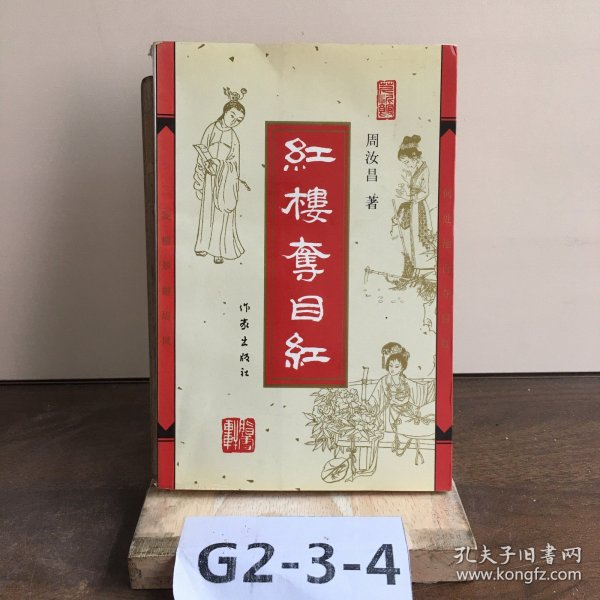 周汝昌 著
紅樓奪目紅
作家出版社
G2-3-4
孔夫子旧書网
www.kongfz.com